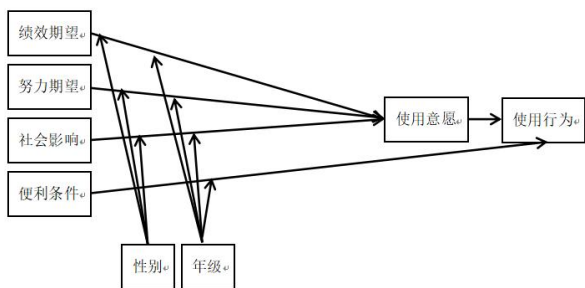 绩效期望
努力期望
社会影响
便利条件
使用意愿
使用行为
性别
年级